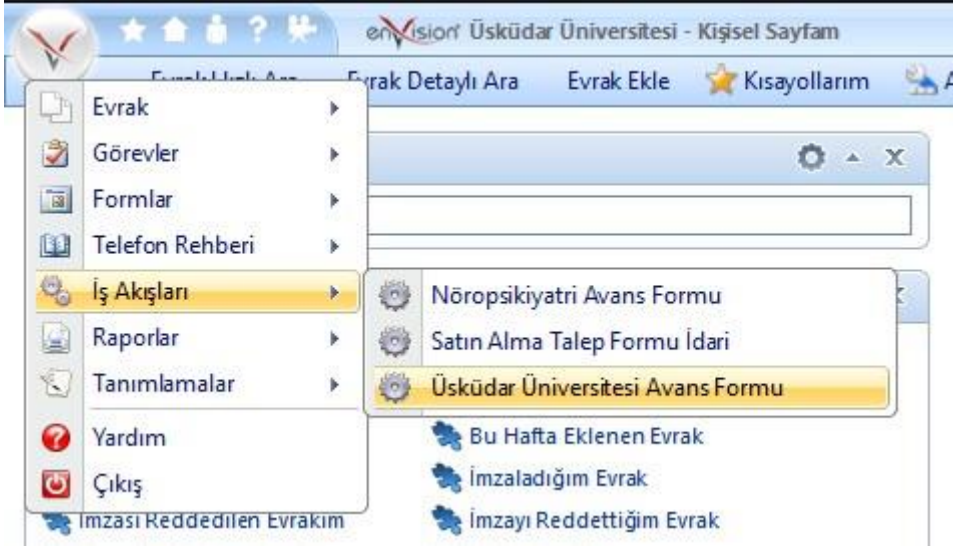 enVision Üsküdar Üniversitesi - Kişisel Sayfam
Evrak Detaylı Ara Evrak Ekle Kısayollarım
Evrak
Görevler
Formlar
Telefon Rehberi
İş Akışları
Nöropsikiyatri Avans Formu
Satın Alma Talep Formu İdari
Üsküdar Üniversitesi Avans Formu
Raporlar
Tanımlamalar
Yardım
Çıkış
Bu Hafta Eklenen Evrak
İmzaladığım Evrak
İmzası Reddedilen Evrakım
İmzayı Reddettiğim Evrak